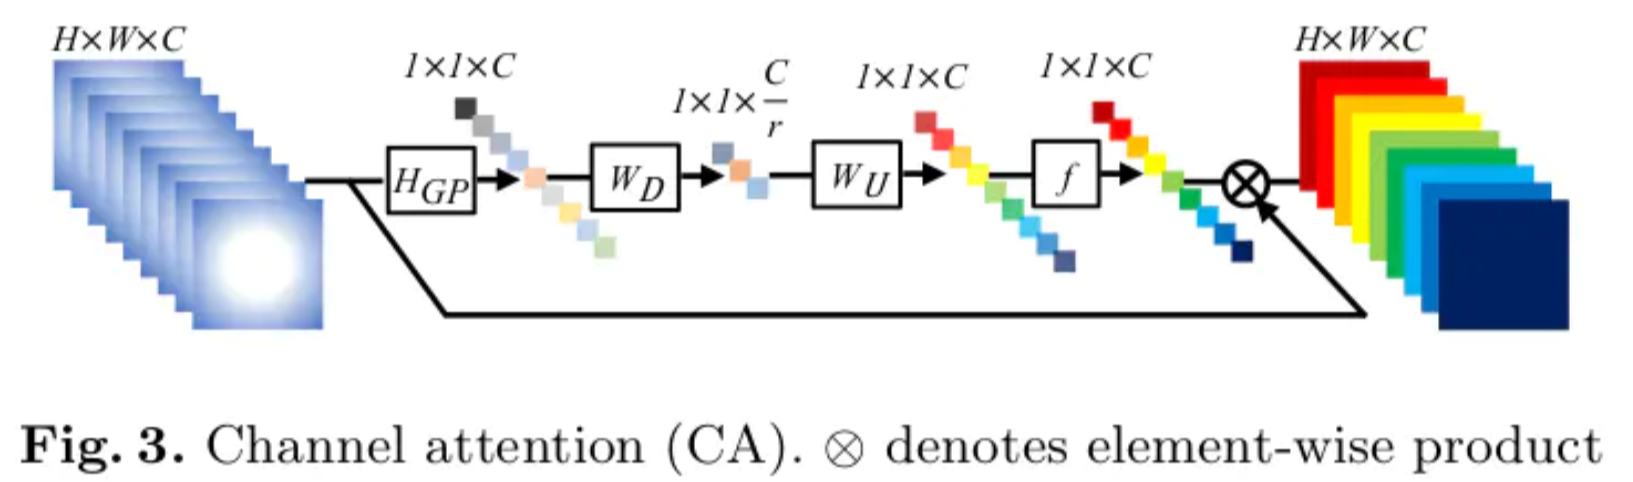 H×W×C
1×1×C
1×1×C/r
1×1×C
1×1×C
H×W×C
H_GP
W_D
W_U
f
⊗
Fig. 3. Channel attention (CA). ⊗ denotes element-wise product